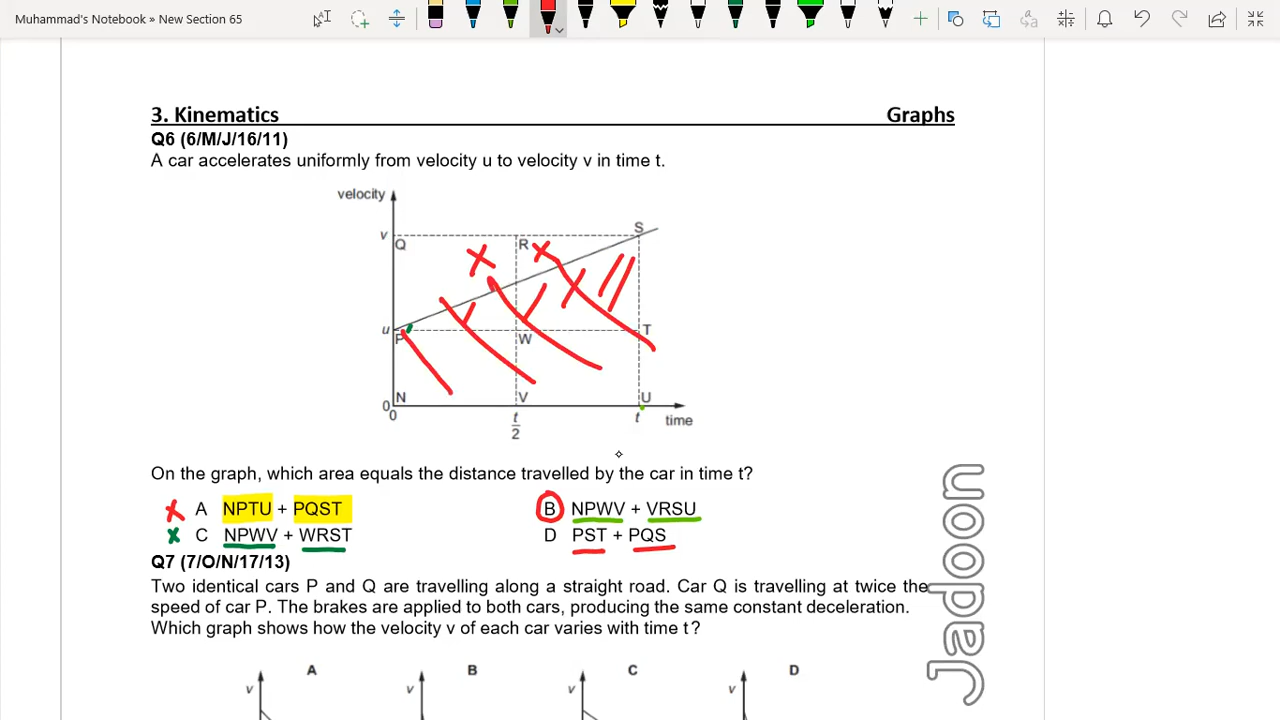 Muhammad's Notebook » New Section 65
3. Kinematics Graphs
Q6 (6/M/J/16/11)
A car accelerates uniformly from velocity u to velocity v in time t.
velocity
v Q R S
u P W T
0 N V U
0 t/2 t time
On the graph, which area equals the distance travelled by the car in time t?
A NPTU + PQST B NPWV + VRSU
C NPWV + WRST D PST + PQS
Q7 (7/O/N/17/13)
Two identical cars P and Q are travelling along a straight road. Car Q is travelling at twice the
speed of car P. The brakes are applied to both cars, producing the same constant deceleration.
Which graph shows how the velocity v of each car varies with time t?
A B C D
v v v v
Jadoon